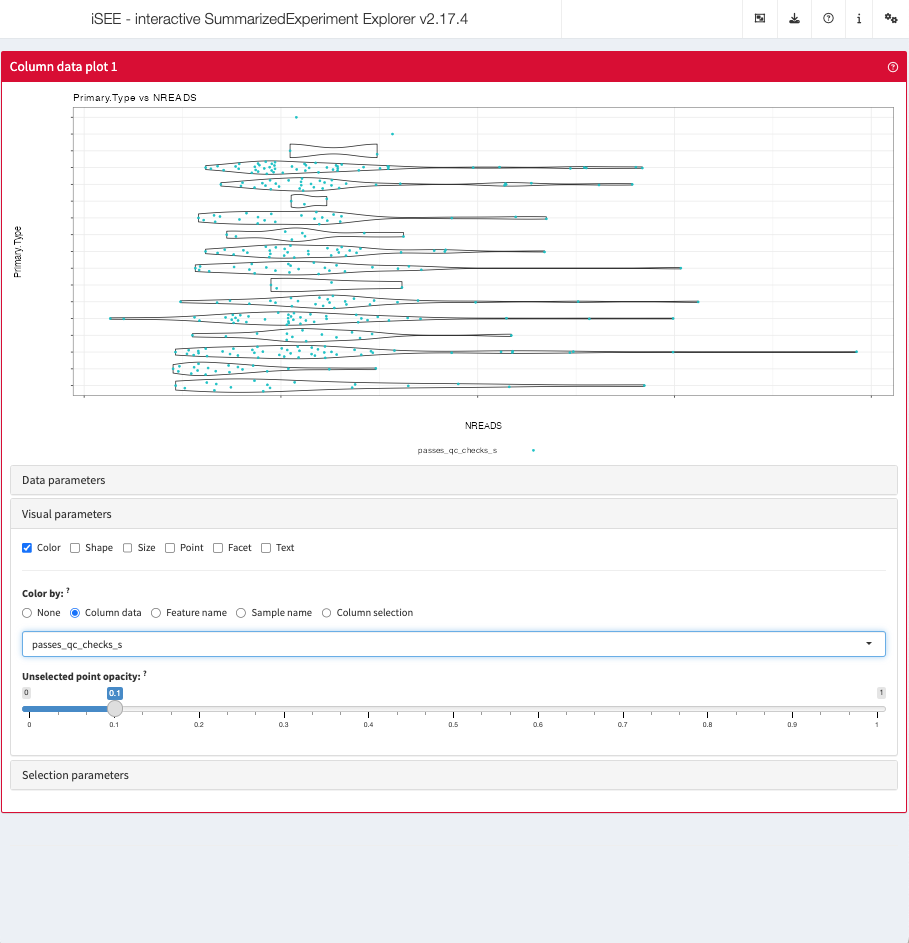 iSEE - interactive SummarizedExperiment Explorer v2.17.4
Column data plot 1
Primary.Type vs NREADS
Primary.Type
NREADS
passes_qc_checks_s
Data parameters
Visual parameters
Color Shape Size Point Facet Text
Color by: ?
None Column data Feature name Sample name Column selection
passes_qc_checks_s
Unselected point opacity: ?
0 0.1 1
0 0.1 0.2 0.3 0.4 0.5 0.6 0.7 0.8 0.9 1
Selection parameters